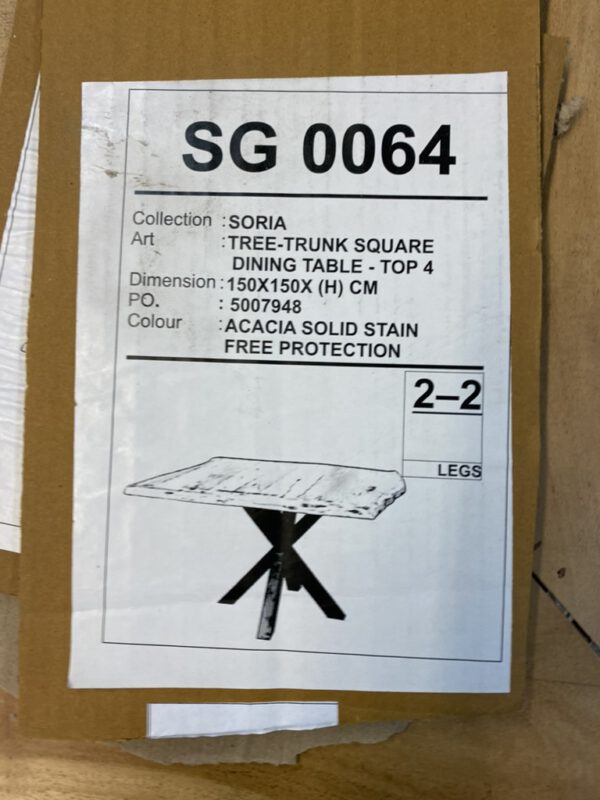 SG 0064
Collection : SORIA
Art : TREE-TRUNK SQUARE
DINING TABLE - TOP 4
Dimension : 150X150X (H) CM
PO. : 5007948
Colour : ACACIA SOLID STAIN
FREE PROTECTION
2–2
LEGS